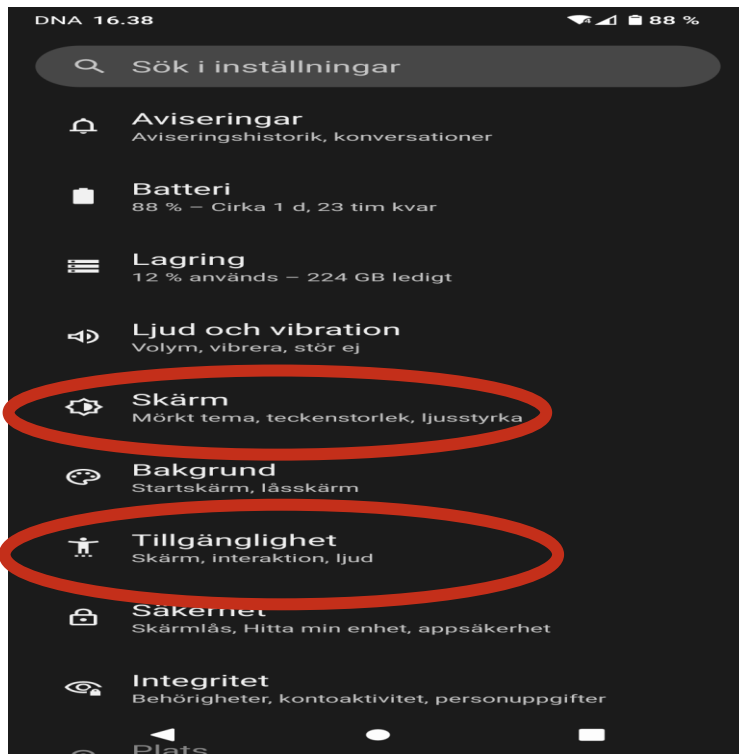 DNA 16.38
88 %
Sök i inställningar
Aviseringar
Aviseringshistorik, konversationer
Batteri
88 % – Cirka 1 d, 23 tim kvar
Lagring
12 % används – 224 GB ledigt
Ljud och vibration
Volym, vibrera, stör ej
Skärm
Mörkt tema, teckenstorlek, ljusstyrka
Bakgrund
Startskärm, låsskärm
Tillgänglighet
Skärm, interaktion, ljud
Säkerhet
Skärmlås, Hitta min enhet, appsäkerhet
Integritet
Behörigheter, kontoaktivitet, personuppgifter
Plats